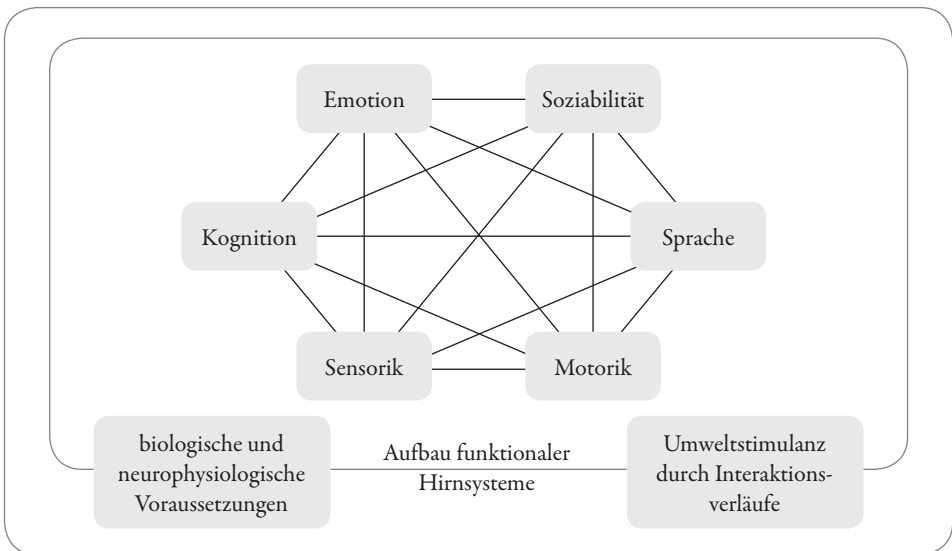 Emotion
Soziabilität
Kognition
Sprache
Sensorik
Motorik
biologische und
neurophysiologische
Voraussetzungen
Aufbau funktionaler
Hirnsysteme
Umweltstimulanz
durch Interaktions-
verläufe